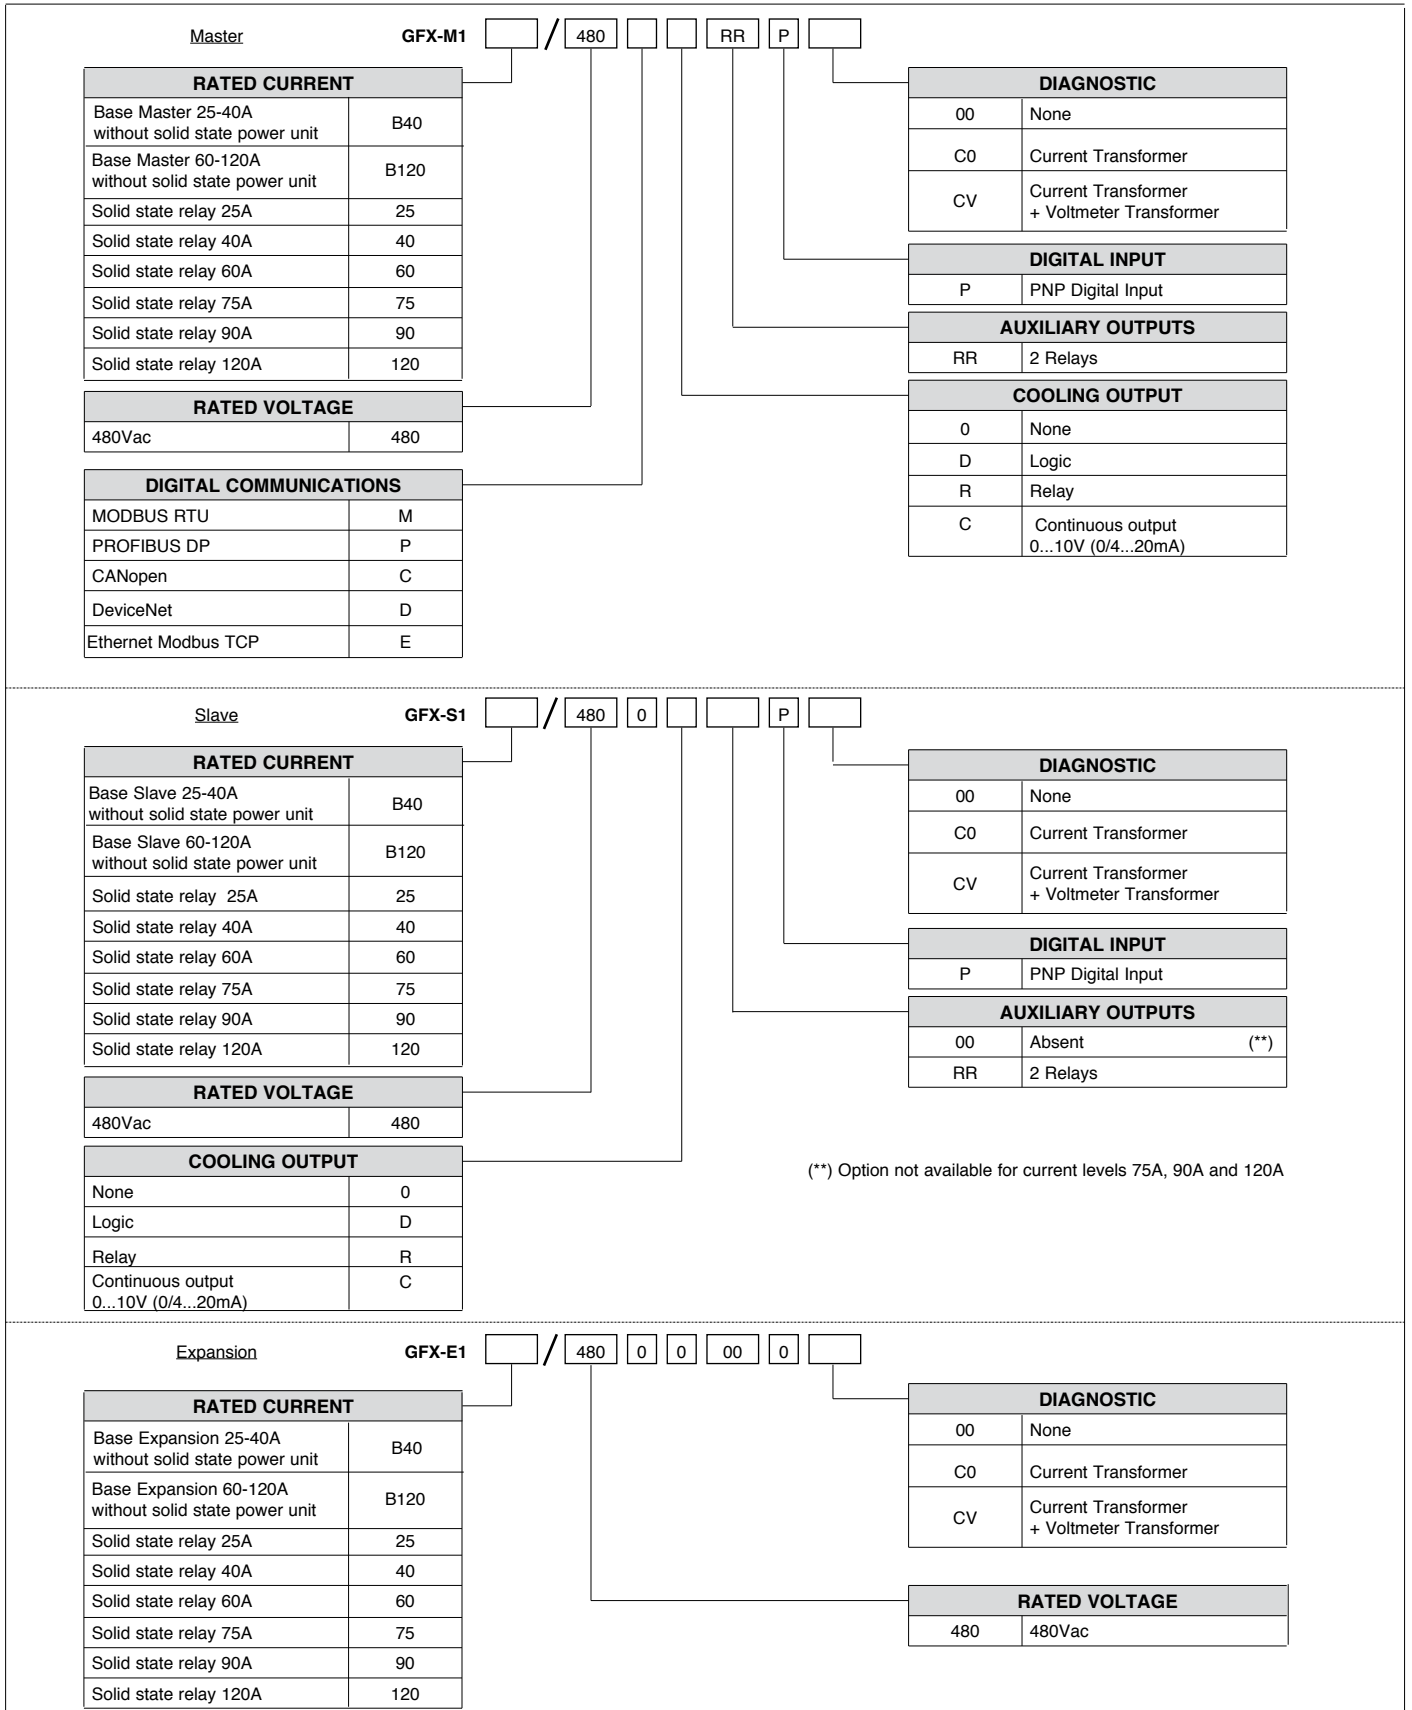 Master GFX-M1 / 480 RR P
RATED CURRENT
Base Master 25-40A
without solid state power unit B40
Base Master 60-120A
without solid state power unit B120
Solid state relay 25A 25
Solid state relay 40A 40
Solid state relay 60A 60
Solid state relay 75A 75
Solid state relay 90A 90
Solid state relay 120A 120
RATED VOLTAGE
480Vac 480
DIGITAL COMMUNICATIONS
MODBUS RTU M
PROFIBUS DP P
CANopen C
DeviceNet D
Ethernet Modbus TCP E
DIAGNOSTIC
00 None
C0 Current Transformer
CV Current Transformer
+ Voltmeter Transformer
DIGITAL INPUT
P PNP Digital Input
AUXILIARY OUTPUTS
RR 2 Relays
COOLING OUTPUT
0 None
D Logic
R Relay
C Continuous output
0...10V (0/4...20mA)
Slave GFX-S1 / 480 0 P
RATED CURRENT
Base Slave 25-40A
without solid state power unit B40
Base Slave 60-120A
without solid state power unit B120
Solid state relay 25A 25
Solid state relay 40A 40
Solid state relay 60A 60
Solid state relay 75A 75
Solid state relay 90A 90
Solid state relay 120A 120
RATED VOLTAGE
480Vac 480
COOLING OUTPUT
None 0
Logic D
Relay R
Continuous output C
0...10V (0/4...20mA)
DIAGNOSTIC
00 None
C0 Current Transformer
CV Current Transformer
+ Voltmeter Transformer
DIGITAL INPUT
P PNP Digital Input
AUXILIARY OUTPUTS
00 Absent (**)
RR 2 Relays
(**) Option not available for current levels 75A, 90A and 120A
Expansion GFX-E1 / 480 0 0 00 0
RATED CURRENT
Base Expansion 25-40A
without solid state power unit B40
Base Expansion 60-120A
without solid state power unit B120
Solid state relay 25A 25
Solid state relay 40A 40
Solid state relay 60A 60
Solid state relay 75A 75
Solid state relay 90A 90
Solid state relay 120A 120
DIAGNOSTIC
00 None
C0 Current Transformer
CV Current Transformer
+ Voltmeter Transformer
RATED VOLTAGE
480 480Vac